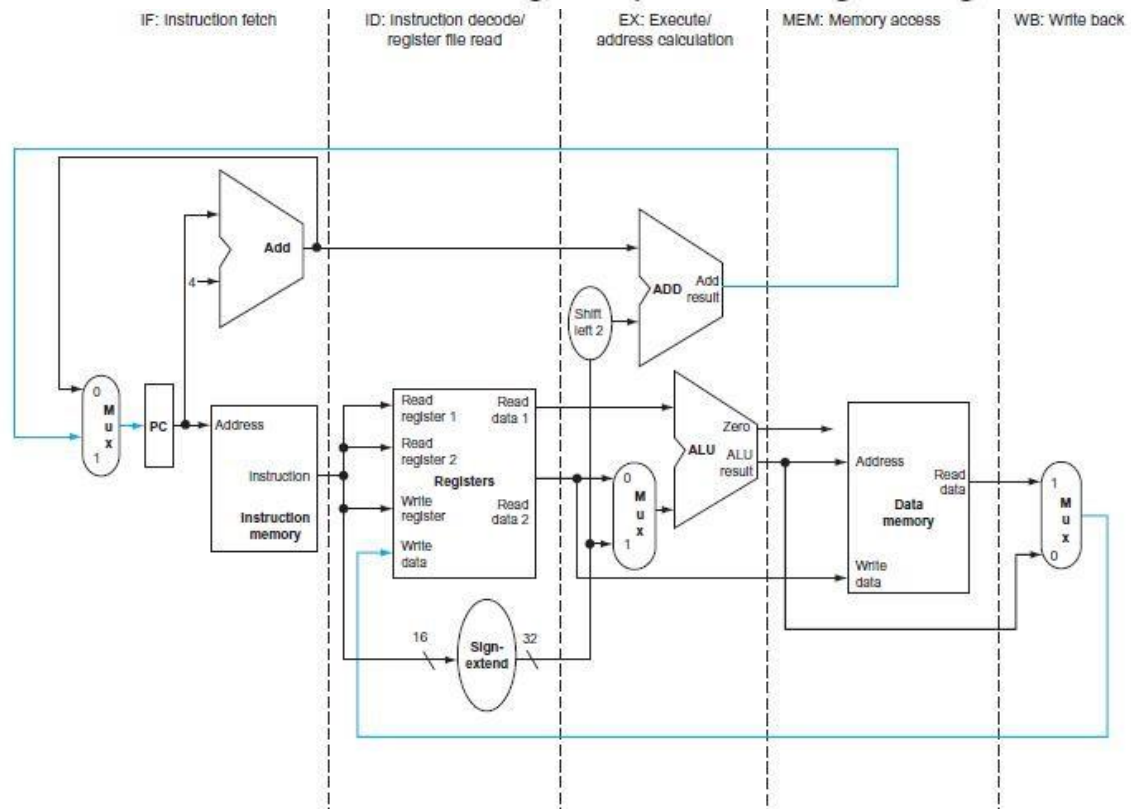 IF: Instruction fetch
ID: Instruction decode/
register file read
EX: Execute/
address calculation
MEM: Memory access
WB: Write back
Add
4
ADD
Add
result
Shift
left 2
0
M
u
x
1
PC
Address
Instruction
Instruction
memory
Read
register 1
Read
data 1
Read
register 2
Registers
Write
register
Read
data 2
Write
data
0
M
u
x
1
Zero
ALU
ALU
result
Address
Read
data
Data
memory
Write
data
1
M
u
x
0
16
Sign-
extend
32